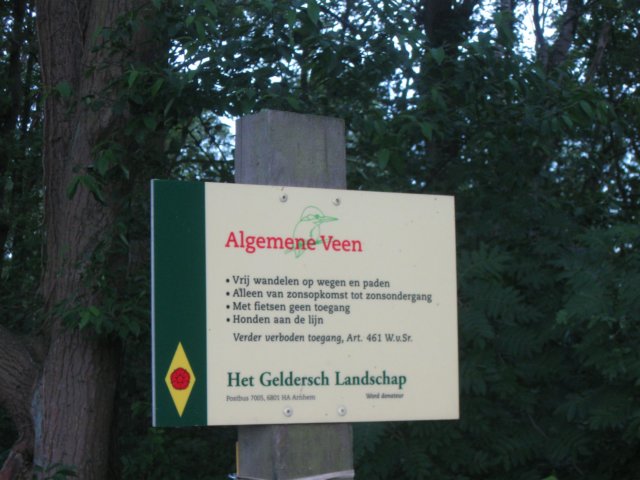 Algemene Veen
• Vrij wandelen op wegen en paden
• Alleen van zonsopkomst tot zonsondergang
• Met fietsen geen toegang
• Honden aan de lijn
Verder verboden toegang, Art. 461 W.v.Sr.
Het Geldersch Landschap
Postbus 7005, 6801 HA Arnhem Word donateur